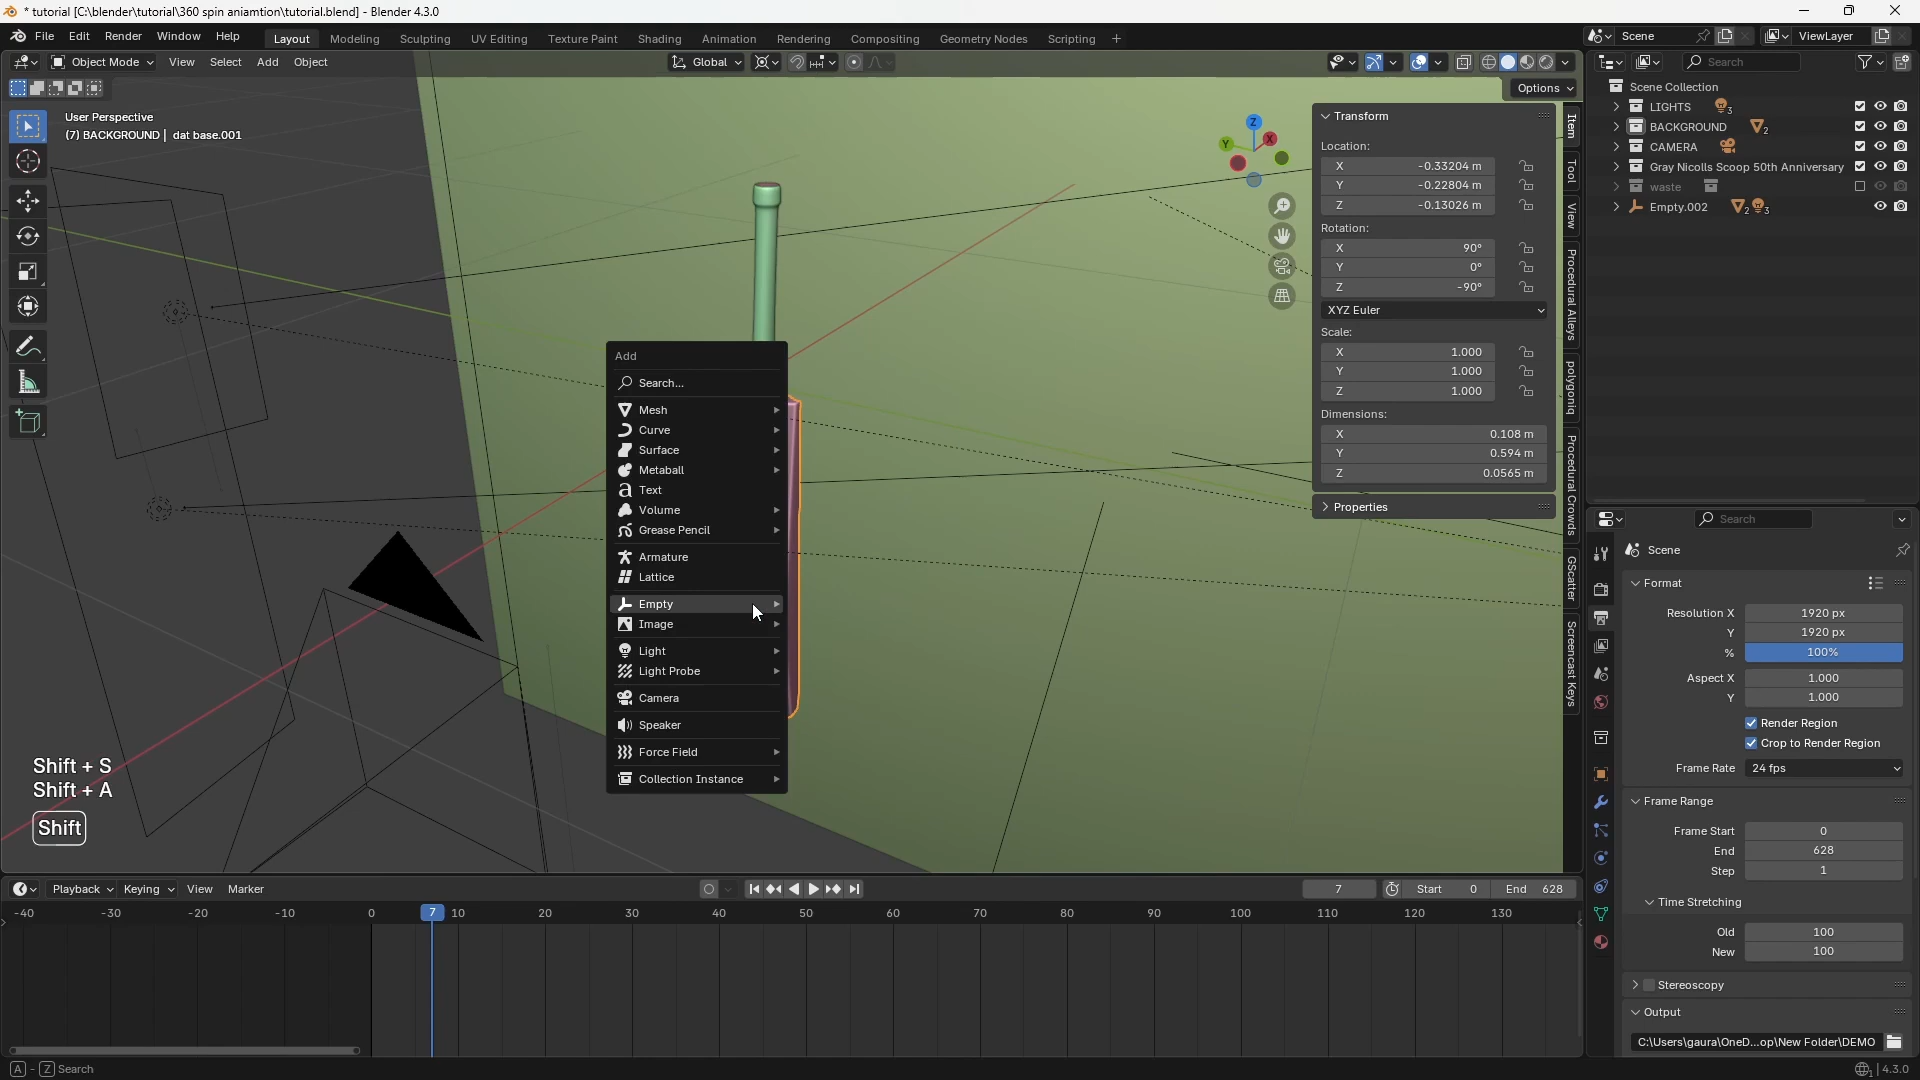 * tutorial [C:\blender\tutorial\360 spin aniamtion\tutorial.blend] - Blender 4.3.0
File Edit Render Window Help
Layout Modeling Sculpting UV Editing Texture Paint Shading Animation Rendering Compositing Geometry Nodes Scripting +
Scene ViewLayer
Object Mode View Select Add Object
Global
Options
User Perspective
(7) BACKGROUND | dat base.001
Z
X
Y
Transform
Location:
X -0.33204 m
Y -0.22804 m
Z -0.13026 m
Rotation:
X 90°
Y 0°
Z -90°
XYZ Euler
Scale:
X 1.000
Y 1.000
Z 1.000
Dimensions:
X 0.108 m
Y 0.594 m
Z 0.0565 m
Properties
Item
Tool
View
Procedural Alleys
polygoniq
Procedural Crowds
GScatter
Screencast Keys
Add
Search...
Mesh
Curve
Surface
Metaball
Text
Volume
Grease Pencil
Armature
Lattice
Empty
Image
Light
Light Probe
Camera
Speaker
Force Field
Collection Instance
Shift + S
Shift + A
Shift
Search
Scene Collection
LIGHTS 3
BACKGROUND 2
CAMERA
Gray Nicolls Scoop 50th Anniversary
waste
Empty.002 2 3
Search
Scene
Format
Resolution X 1920 px
Y 1920 px
% 100%
Aspect X 1.000
Y 1.000
Render Region
Crop to Render Region
Frame Rate 24 fps
Frame Range
Frame Start 0
End 628
Step 1
Time Stretching
Old 100
New 100
Stereoscopy
Output
C:\Users\gaura\OneD...op\New Folder\DEMO
Playback Keying View Marker
7 Start 0 End 628
-40 -30 -20 -10 0 7 10 20 30 40 50 60 70 80 90 100 110 120 130
A - Z Search
4.3.0